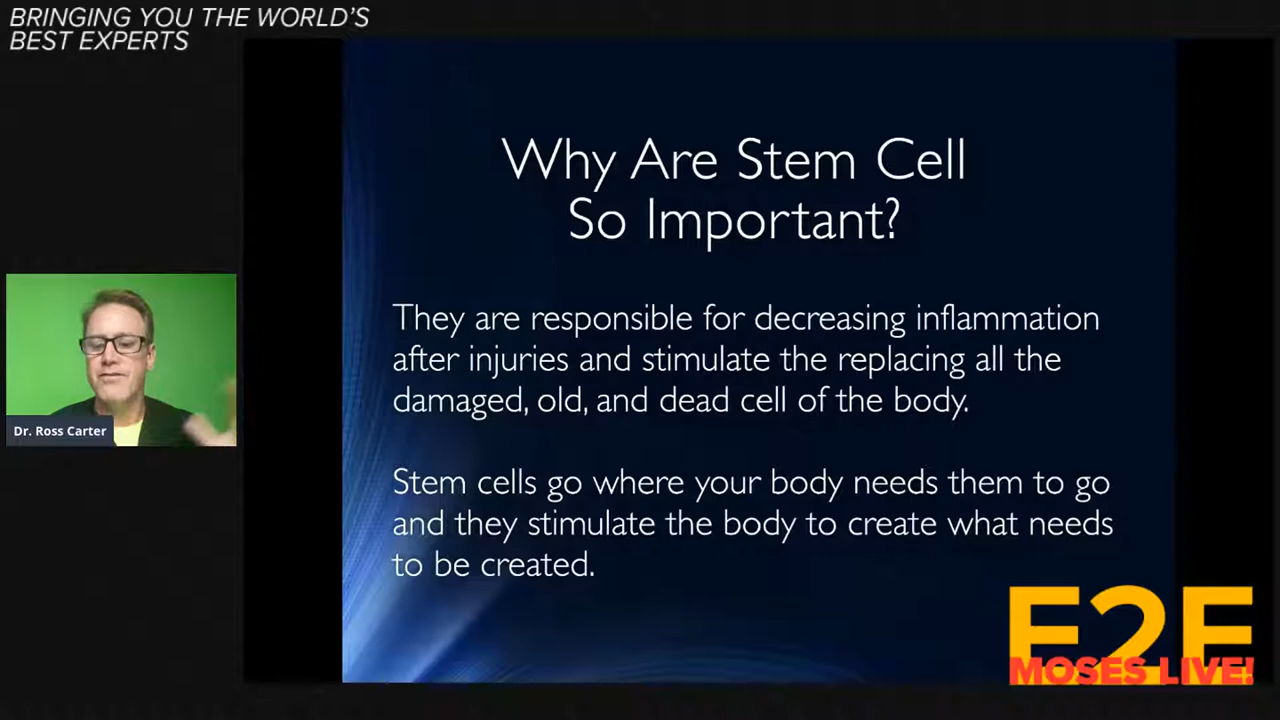 BRINGING YOU THE WORLD'S
BEST EXPERTS
Why Are Stem Cell
So Important?
They are responsible for decreasing inflammation
after injuries and stimulate the replacing all the
damaged, old, and dead cell of the body.
Stem cells go where your body needs them to go
and they stimulate the body to create what needs
to be created.
Dr. Ross Carter
E2E
MOSES LIVE!